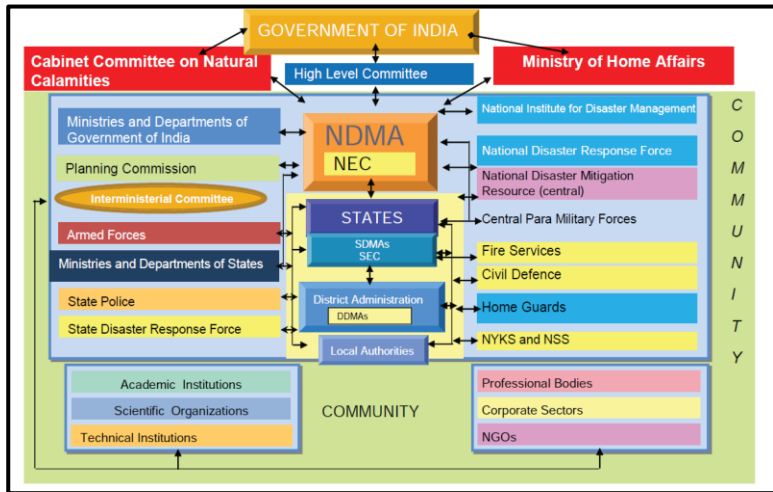 GOVERNMENT OF INDIA
Cabinet Committee on Natural
Calamities
High Level Committee
Ministry of Home Affairs
Ministries and Departments of
Government of India
Planning Commission
Interministerial Committee
Armed Forces
Ministries and Departments of States
State Police
State Disaster Response Force
NDMA
NEC
STATES
SDMAs
SEC
District Administration
DDMAs
Local Authorities
National Institute for Disaster Management
National Disaster Response Force
National Disaster Mitigation
Resource (central)
Central Para Military Forces
Fire Services
Civil Defence
Home Guards
NYKS and NSS
COMMUNITY
Academic Institutions
Scientific Organizations
Technical Institutions
COMMUNITY
Professional Bodies
Corporate Sectors
NGOs